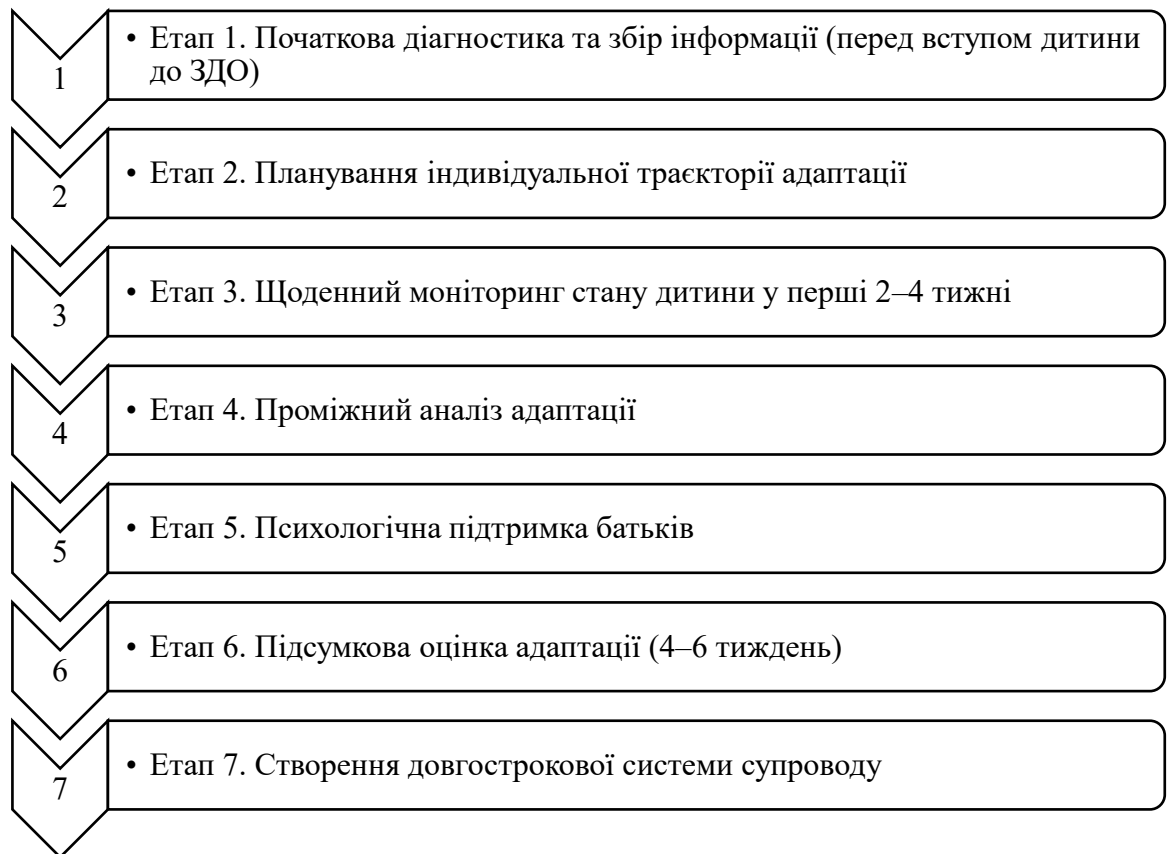 1
• Етап 1. Початкова діагностика та збір інформації (перед вступом дитини
до ЗДО)
2
• Етап 2. Планування індивідуальної траєкторії адаптації
3
• Етап 3. Щоденний моніторинг стану дитини у перші 2–4 тижні
4
• Етап 4. Проміжний аналіз адаптації
5
• Етап 5. Психологічна підтримка батьків
6
• Етап 6. Підсумкова оцінка адаптації (4–6 тиждень)
7
• Етап 7. Створення довгострокової системи супроводу